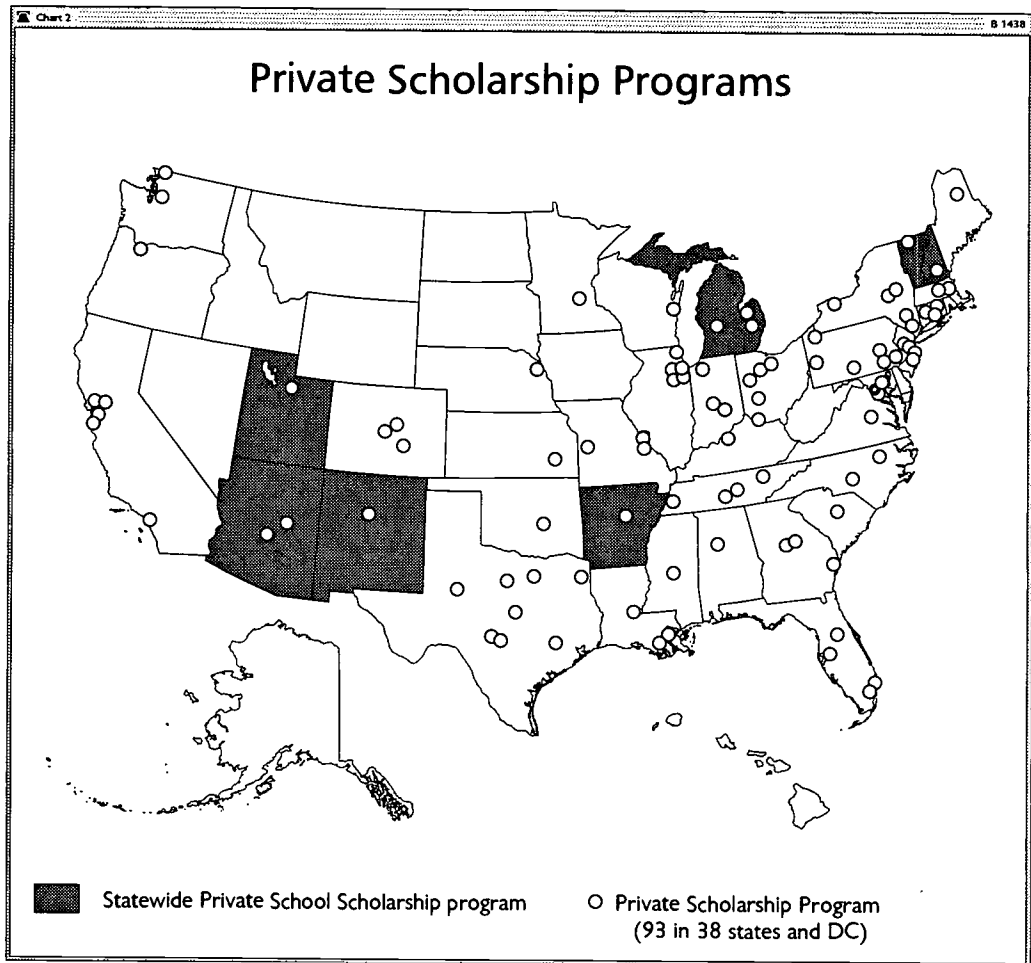 Chart 2
B 1438
Private Scholarship Programs
Statewide Private School Scholarship program
Private Scholarship Program
(93 in 38 states and DC)